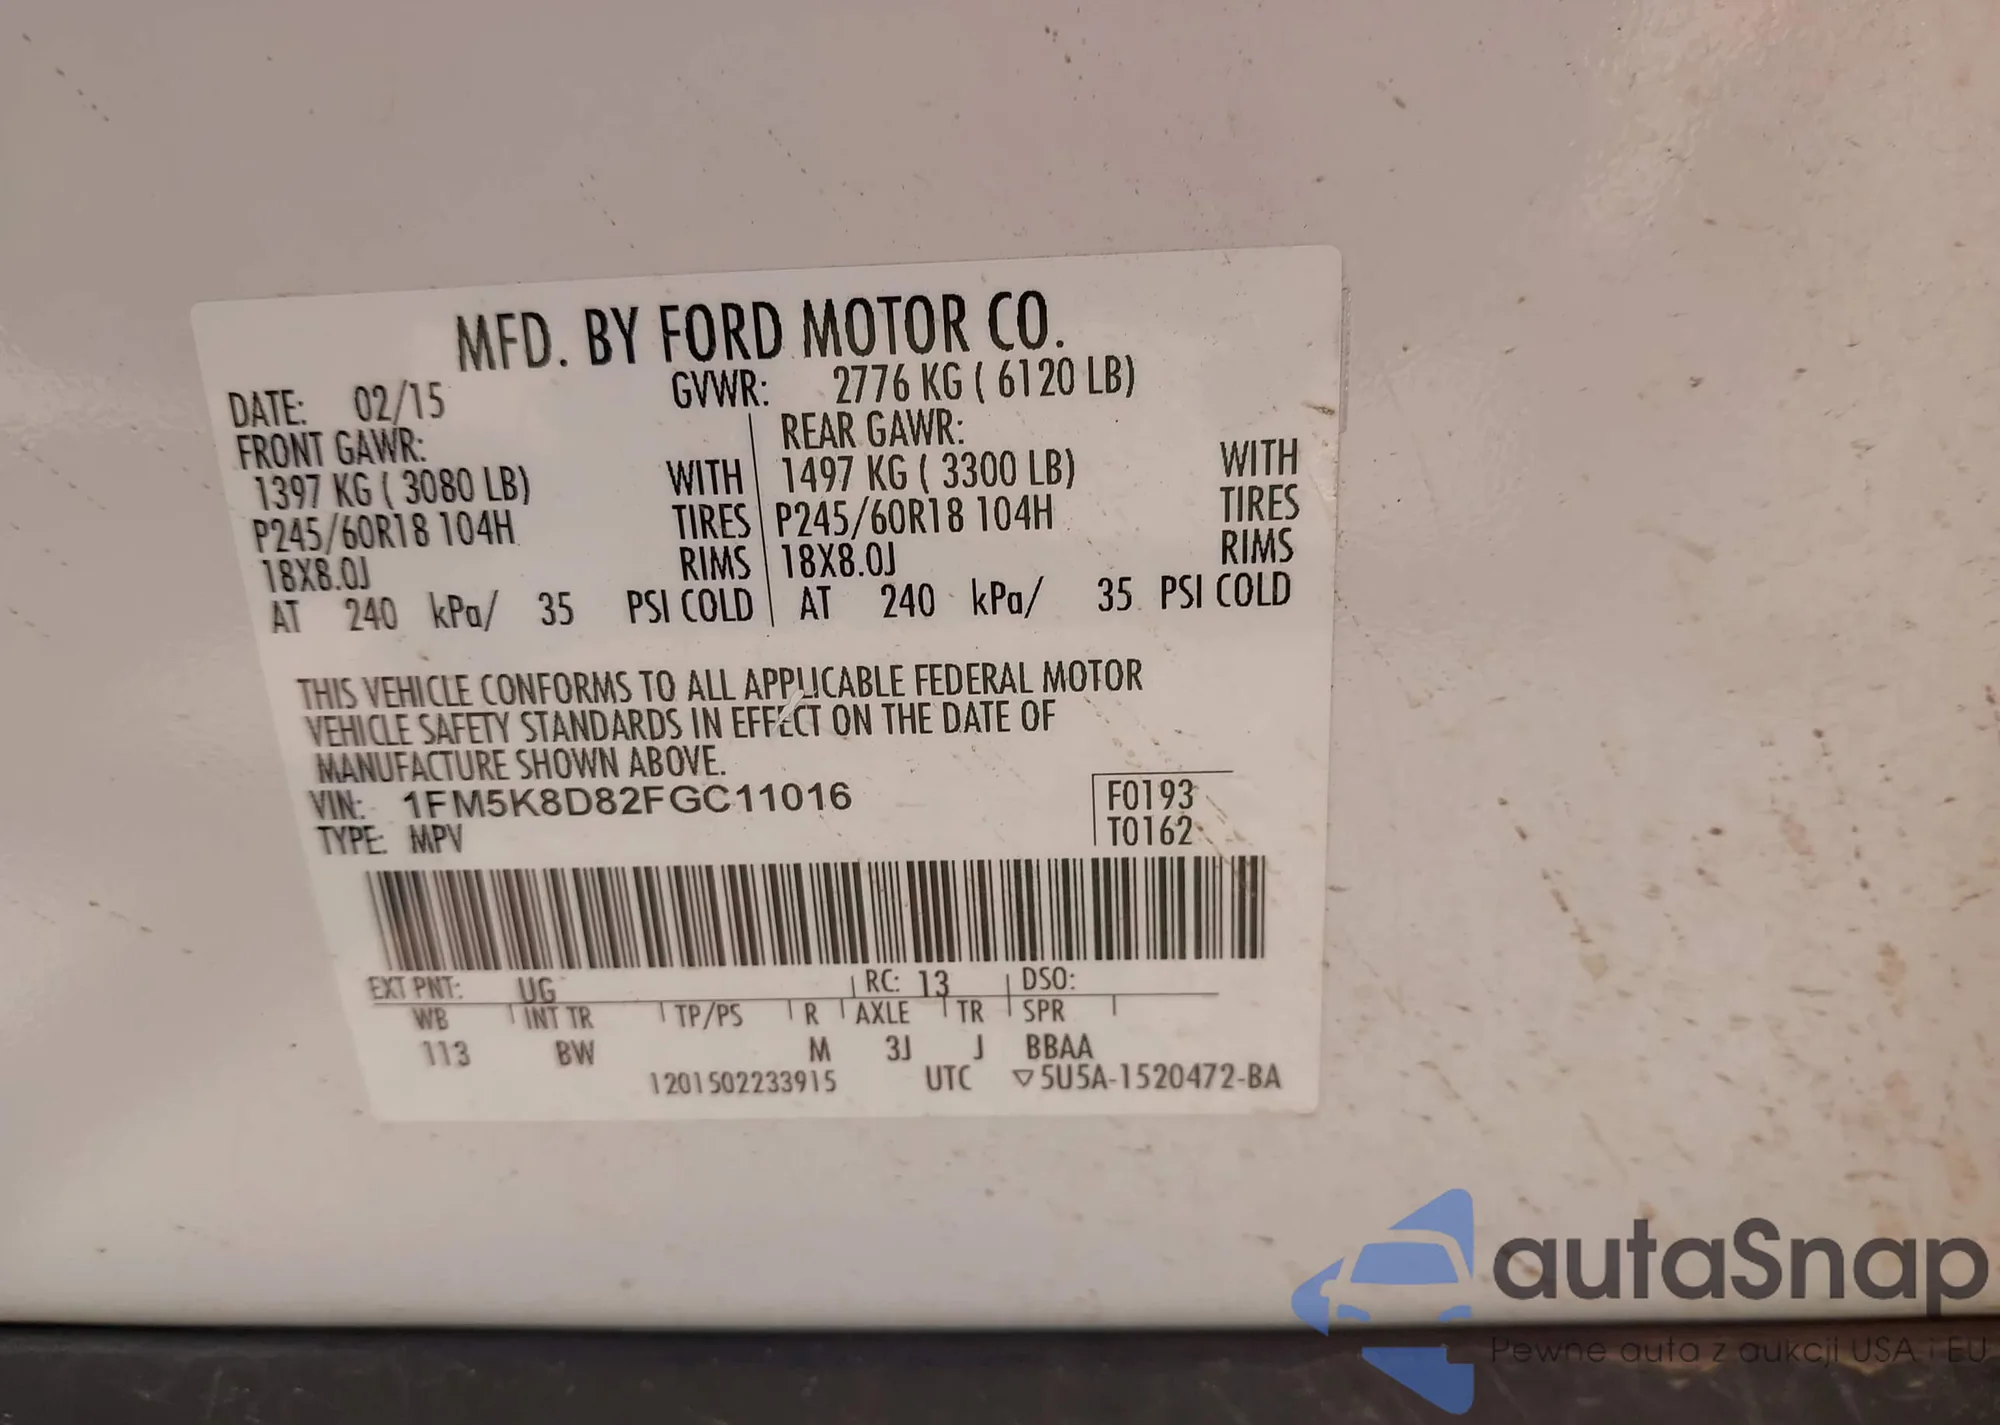 MFD. BY FORD MOTOR CO.
DATE: 02/15 GVWR: 2776 KG ( 6120 LB)
FRONT GAWR: REAR GAWR:
1397 KG ( 3080 LB) WITH 1497 KG ( 3300 LB) WITH
P245/60R18 104H TIRES P245/60R18 104H TIRES
18X8.0J RIMS 18X8.0J RIMS
AT 240 kPa/ 35 PSI COLD AT 240 kPa/ 35 PSI COLD
THIS VEHICLE CONFORMS TO ALL APPLICABLE FEDERAL MOTOR
VEHICLE SAFETY STANDARDS IN EFFECT ON THE DATE OF
MANUFACTURE SHOWN ABOVE.
VIN: 1FM5K8D82FGC11016 F0193
TYPE: MPV T0162
EXT PNT: UG RC: 13 DSO:
WB INT TR TP/PS R AXLE TR SPR
113 BW M 3J J BBAA
1201502233915 UTC ▽5U5A-1520472-BA
autaSnap
Pewne auta z aukcji USA i EU